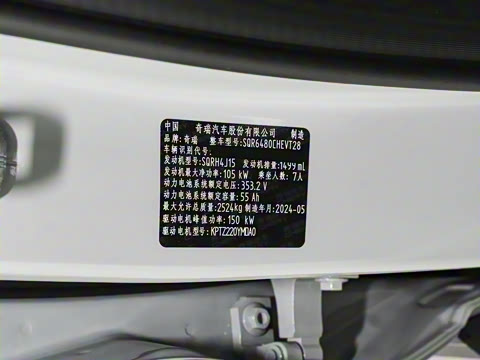 中国 奇瑞汽车股份有限公司 制造
品牌:奇瑞 整车型号:SQR6480CHEVT28
车辆识别代号:
发动机型号:SQRH4J15 发动机排量:1499 mL
发动机最大净功率:105 kW 乘坐人数:7人
动力电池系统额定电压:353.2 V
动力电池系统额定容量:55 Ah
最大允许总质量:2524kg 制造年月:2024-05
驱动电机峰值功率:150 kW
驱动电机型号:KPTZ220YMDA0